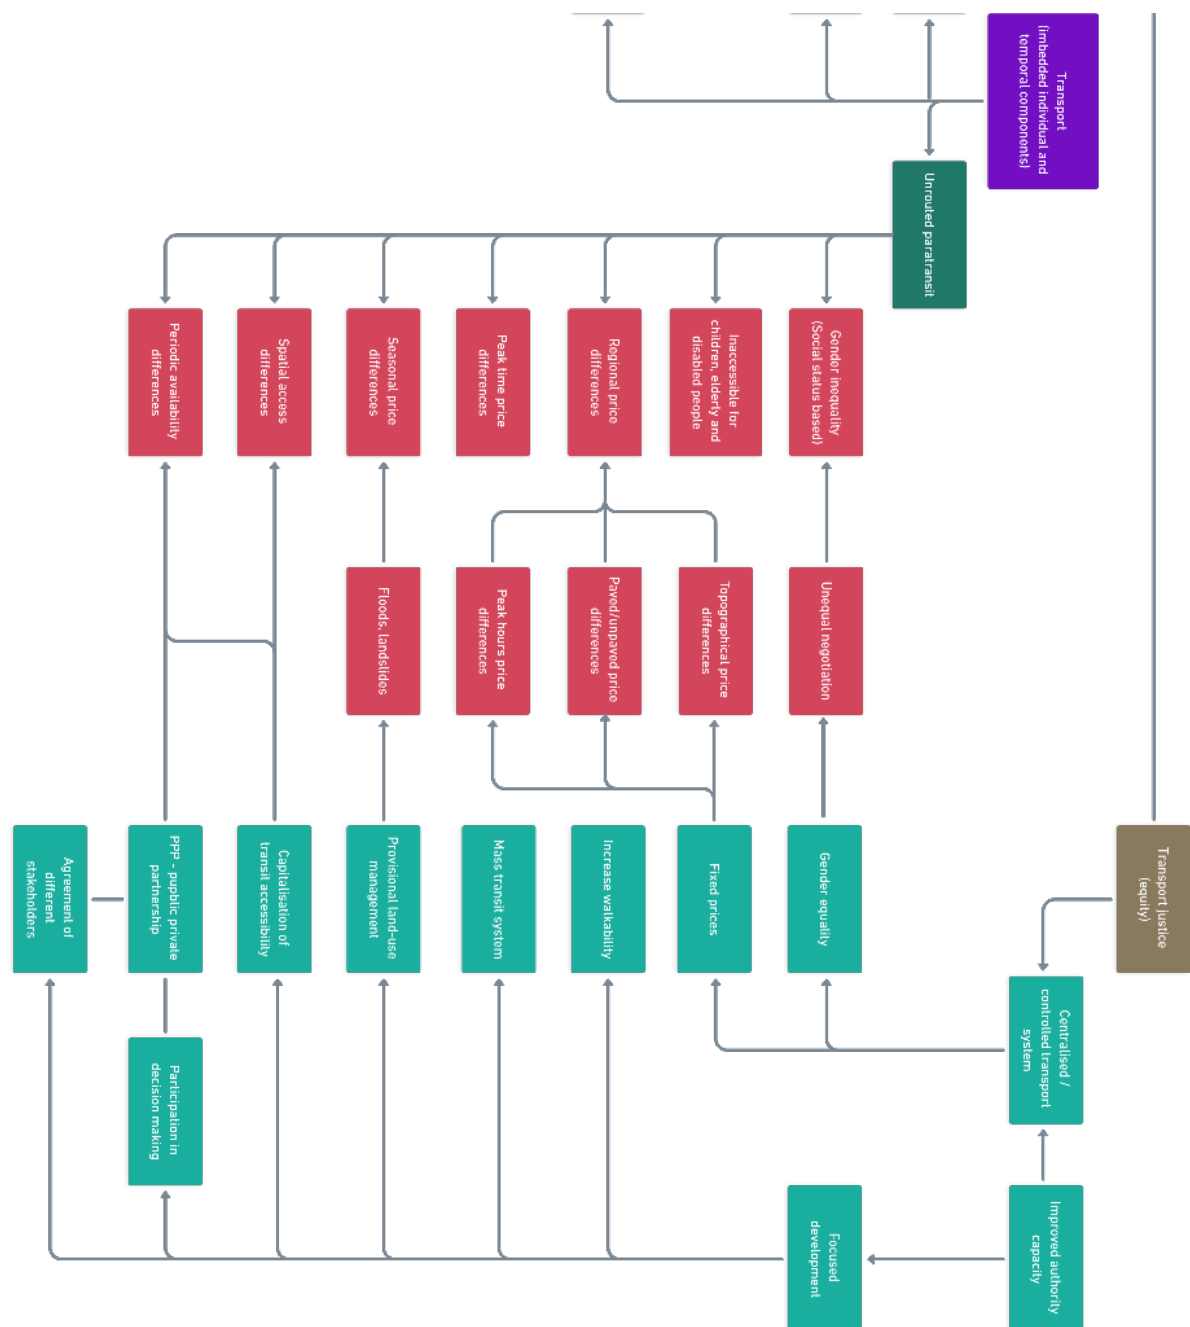 Transport
(imbedded individual and
temporal components)
Unrouted paratransit
Gender inequality
(Social status based)
Inaccessible for
children, elderly and
disabled people
Regional price
differences
Peak time price
differences
Seasonal price
differences
Spatial access
differences
Periodic availability
differences
Unequal negotiation
Topographical price
differences
Paved/unpaved price
differences
Peak hours price
differences
Floods, landslides
Transport justice
(equity)
Gender equality
Fixed prices
Increase walkability
Mass transit system
Provisional land-use
management
Capitalisation of
transit accessibility
PPP - pupblic private
partnership
Agreement of
different
stakeholders
Centralised /
controlled transport
system
Participation in
decision making
Improved authority
capacity
Focused
development